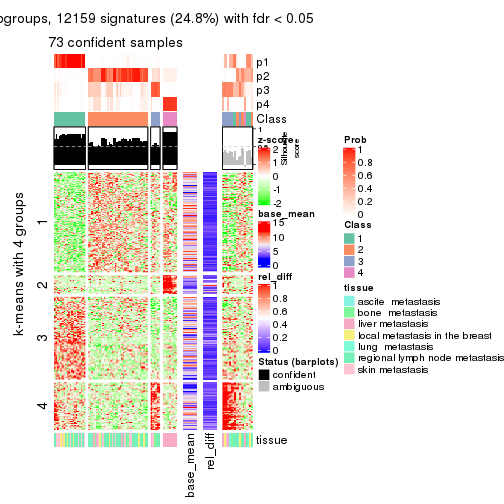 ogroups, 12159 signatures (24.8%) with fdr < 0.05
73 confident samples
p1
p2
p3
p4
Class
1
Silhouette score
k-means with 4 groups
1
2
3
4
tissue
base_mean
rel_diff
z-score
2
1
0
-1
-2
base_mean
15
10
5
0
rel_diff
1
0.8
0.6
0.4
0.2
0
Status (barplots)
confident
ambiguous
Prob
1
0.8
0.6
0.4
0.2
0
Class
1
2
3
4
tissue
ascite metastasis
bone metastasis
liver metastasis
local metastasis in the breast
lung metastasis
regional lymph node metastasis
skin metastasis